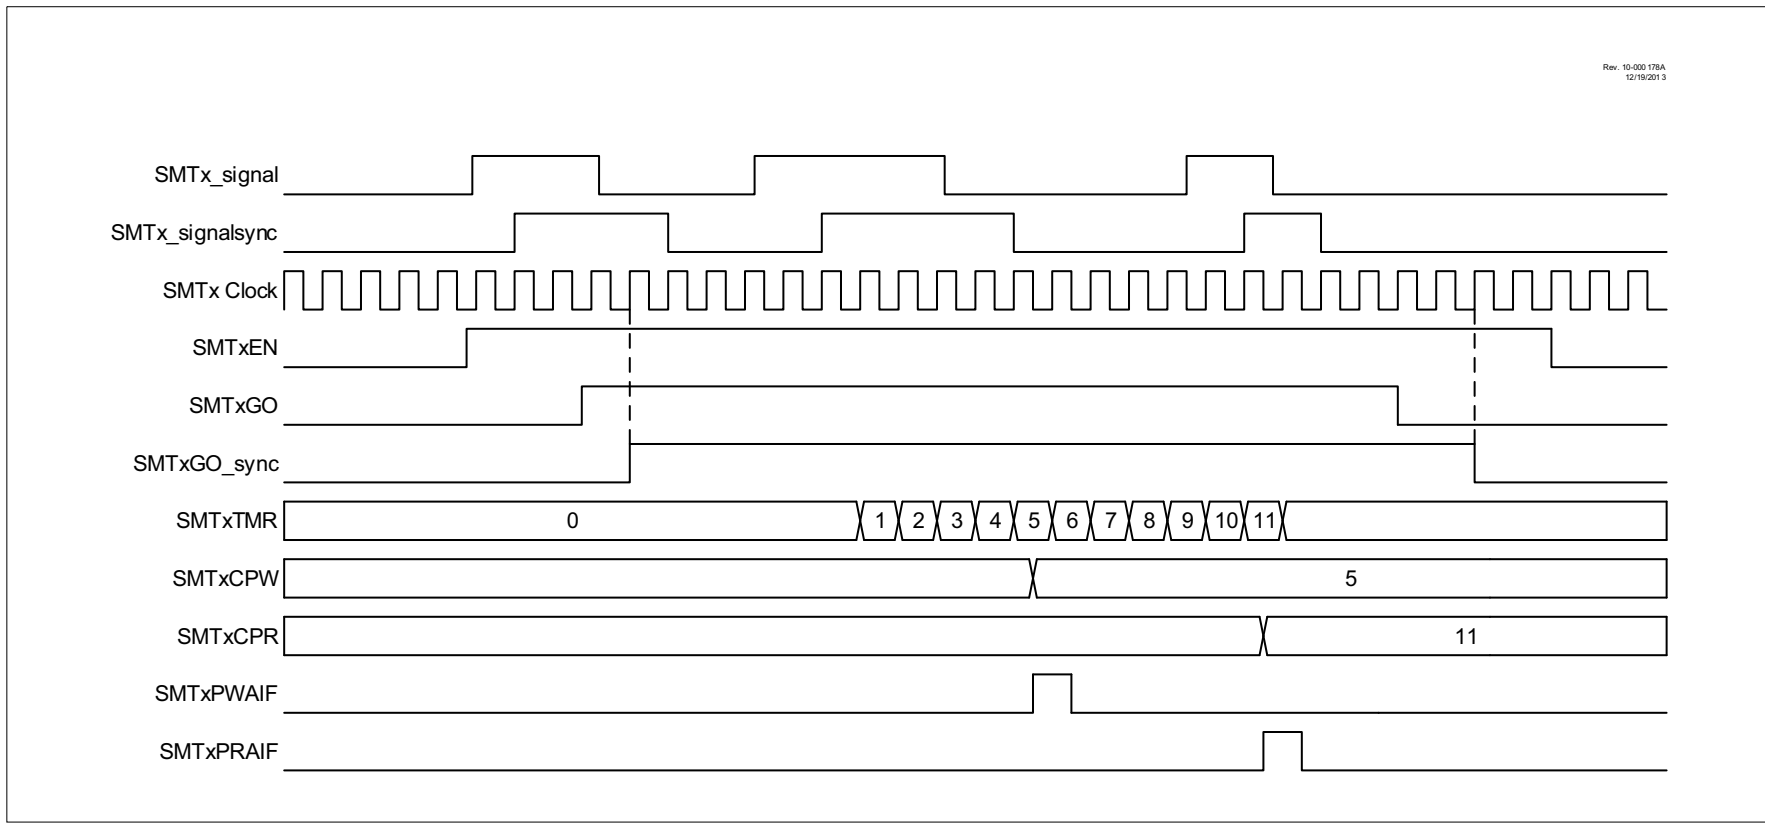 Rev. 10-000 178A
12/19/201 3
SMTx_signal
SMTx_signalsync
SMTx Clock
SMTxEN
SMTxGO
SMTxGO_sync
SMTxTMR 0 1 2 3 4 5 6 7 8 9 10 11
SMTxCPW 5
SMTxCPR 11
SMTxPWAIF
SMTxPRAIF